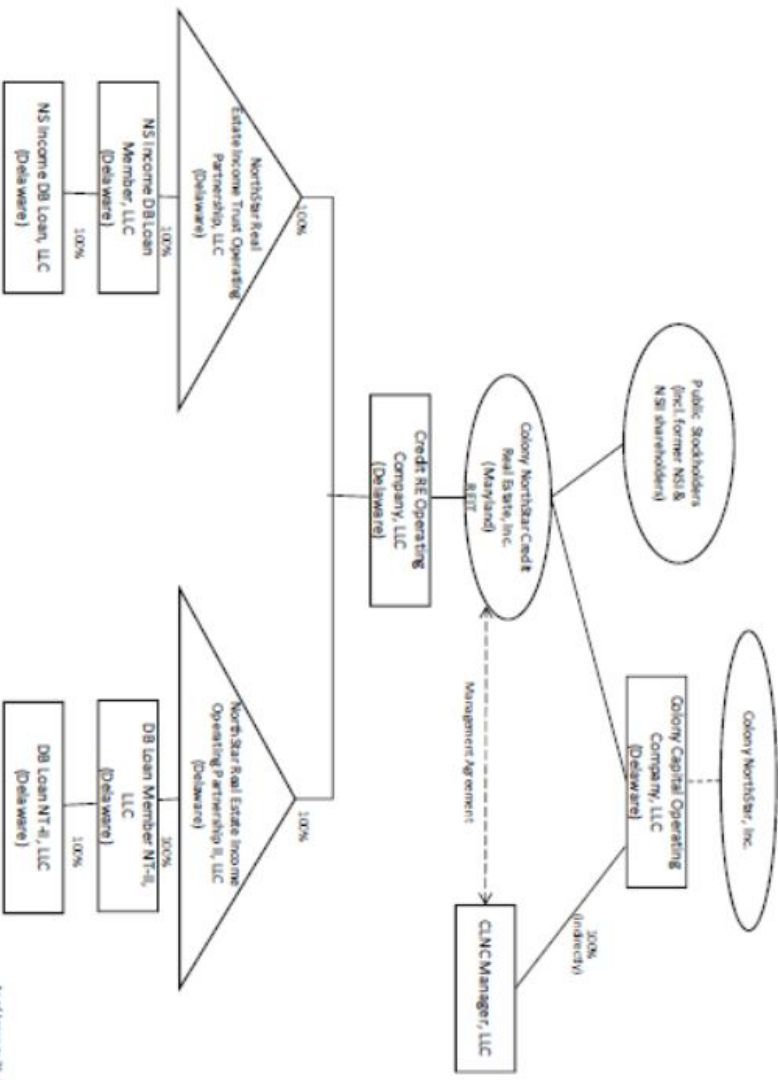 Colony NorthStar, Inc.
Public Stockholders
(incl. former NSI &
NSII shareholders)
Colony Capital Operating
Company, LLC
(Delaware)
100%
(indirectly)
Colony NorthStar Credit
Real Estate, Inc.
(Maryland)
REIT
Management Agreement
CLNC Manager, LLC
Credit RE Operating
Company, LLC
(Delaware)
100%
100%
NorthStar Real
Estate Income Trust Operating
Partnership, LLC
(Delaware)
NorthStar Real Estate Income
Operating Partnership II, LLC
(Delaware)
100%
100%
NS Income DB Loan
Member, LLC
(Delaware)
DB Loan Member NT-II,
LLC
(Delaware)
100%
100%
NS Income DB Loan, LLC
(Delaware)
DB Loan NT-II, LLC
(Delaware)